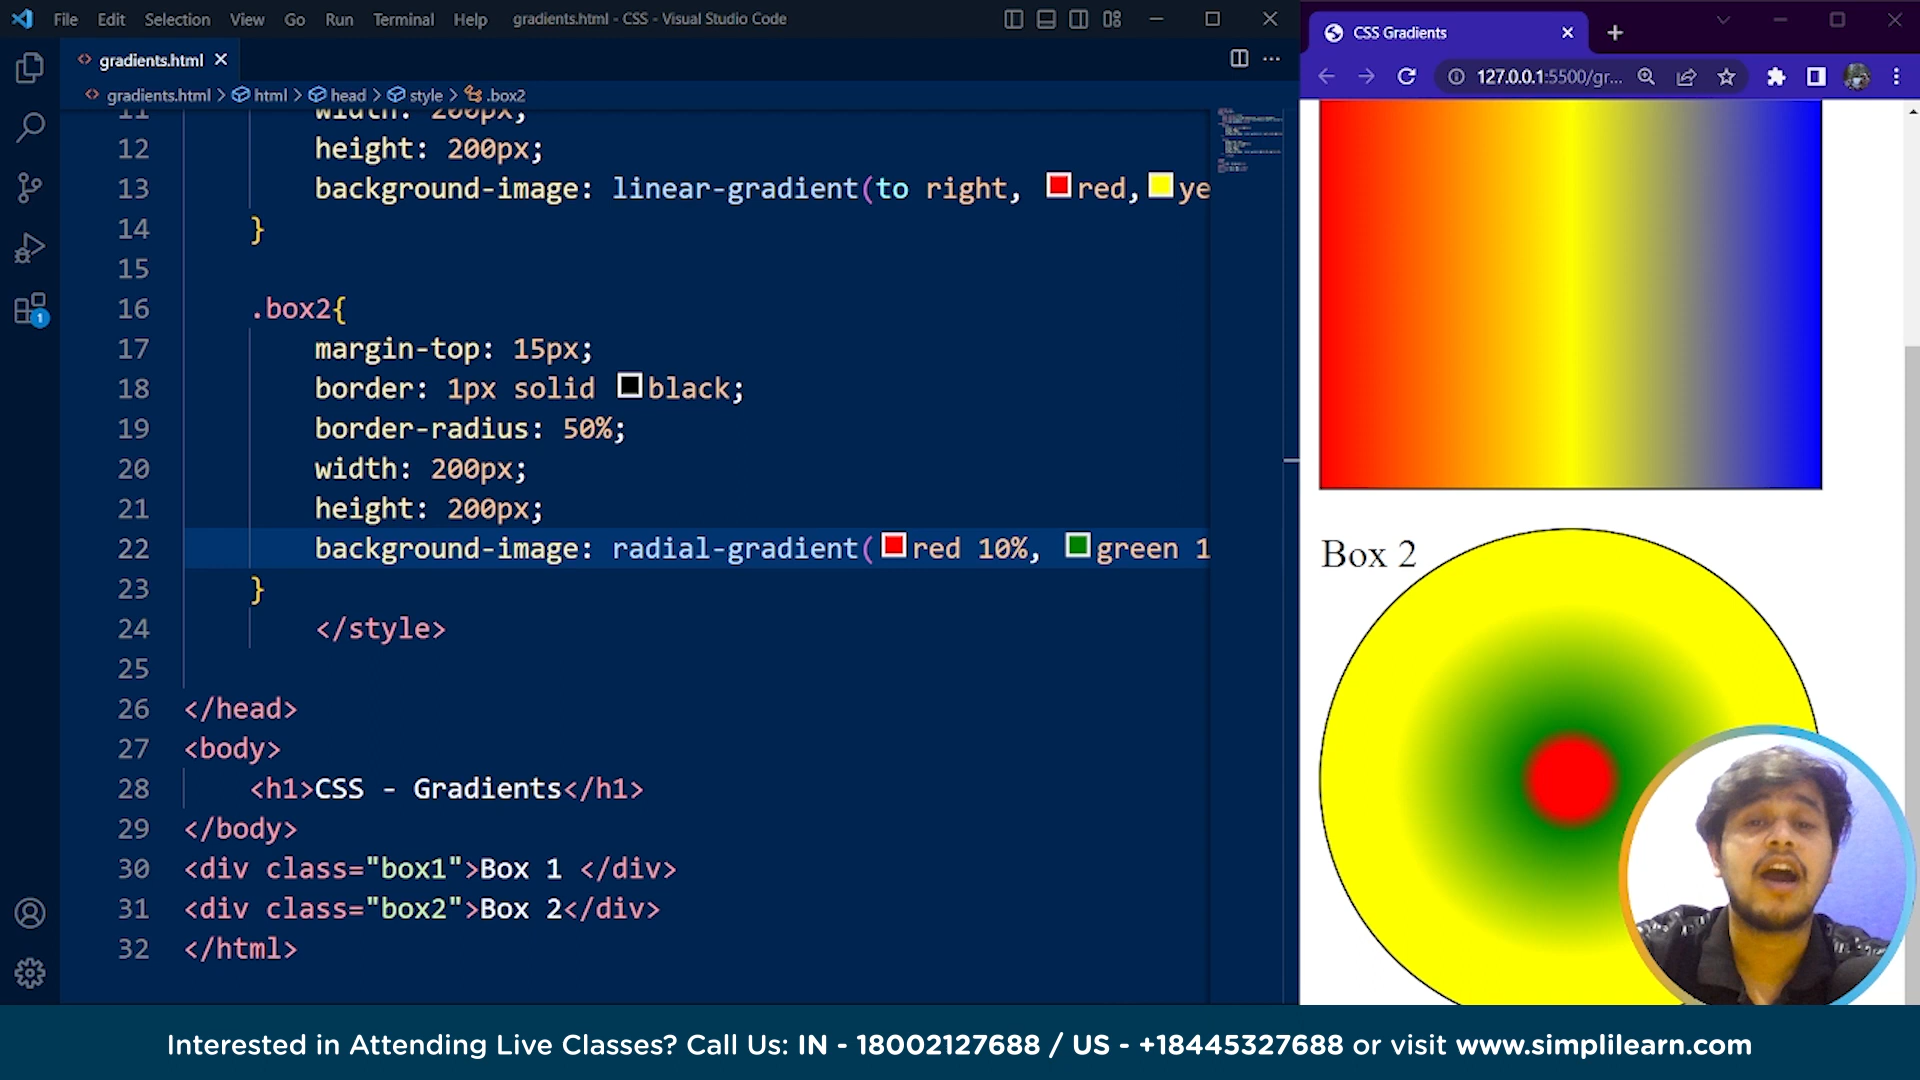 File Edit Selection View Go Run Terminal Help gradients.html - CSS - Visual Studio Code
gradients.html
gradients.html > html > head > style > .box2
11 width: 200px;
12 height: 200px;
13 background-image: linear-gradient(to right, red, ye
14 }
15
16 .box2{
17 margin-top: 15px;
18 border: 1px solid black;
19 border-radius: 50%;
20 width: 200px;
21 height: 200px;
22 background-image: radial-gradient( red 10%, green 1
23 }
24 </style>
25
26 </head>
27 <body>
28 <h1>CSS - Gradients</h1>
29 </body>
30 <div class="box1">Box 1 </div>
31 <div class="box2">Box 2</div>
32 </html>
1
CSS Gradients
127.0.0.1:5500/gr...
Box 2
Interested in Attending Live Classes? Call Us: IN - 18002127688 / US - +18445327688 or visit www.simplilearn.com